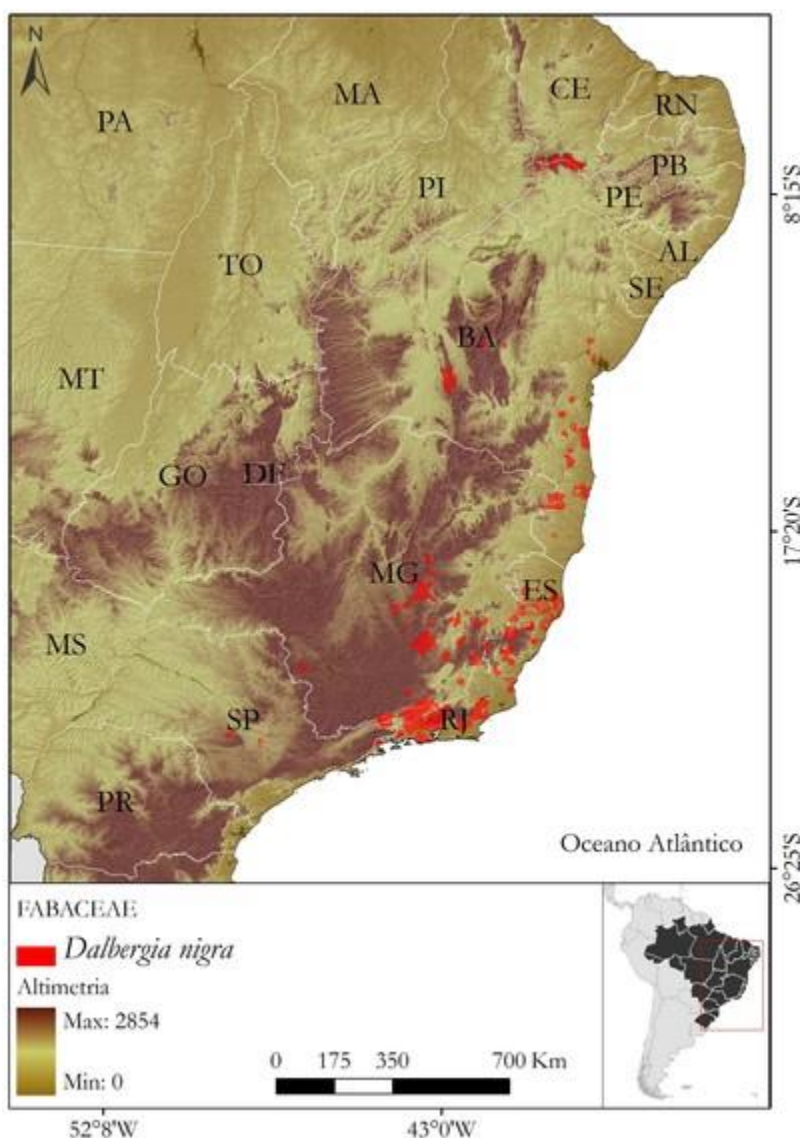 N
PA
MA
CE
RN
PB
PI
PE
AL
TO
SE
BA
MT
GO
DF
MG
ES
MS
SP
RJ
PR
Oceano Atlântico
8°15'S
17°20'S
26°25'S
FABACEAE
Dalbergia nigra
Altimetria
Max: 2854
Min: 0
0 175 350 700 Km
52°8'W 43°0'W